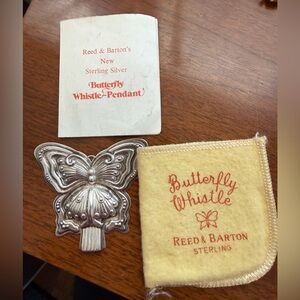 Reed & Barton's
New
Sterling Silver
Butterfly
Whistle-Pendant
Butterfly
Whistle
REED & BARTON
STERLING